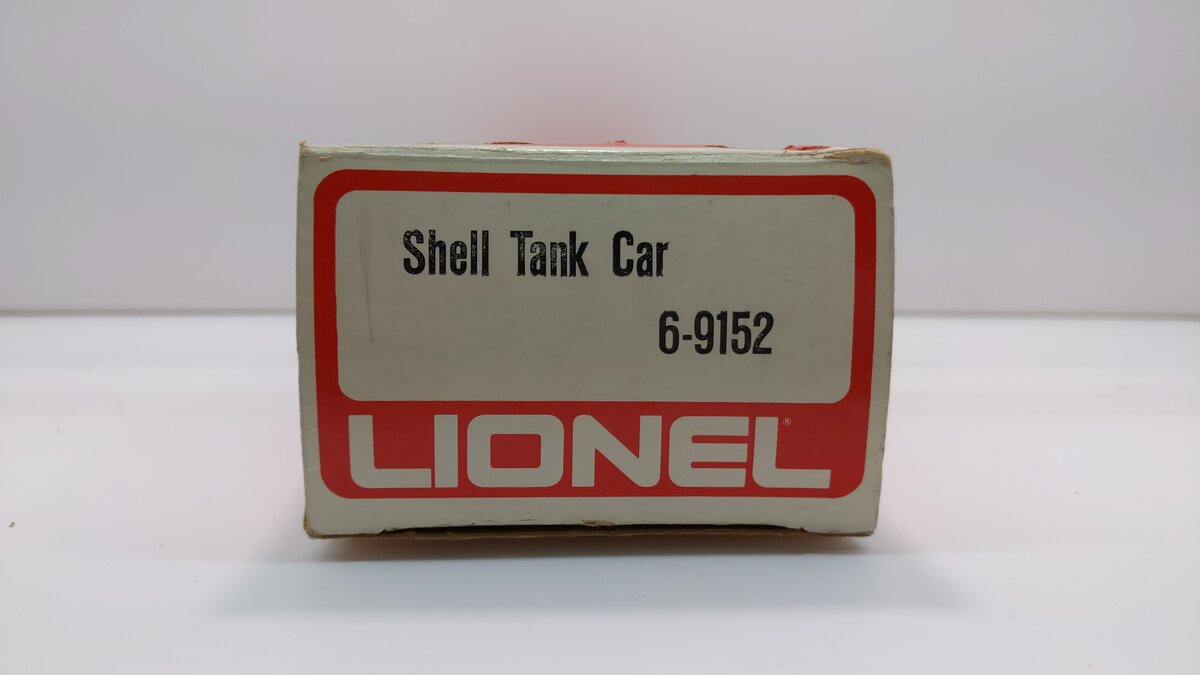 Shell Tank Car
6-9152
LIONEL®